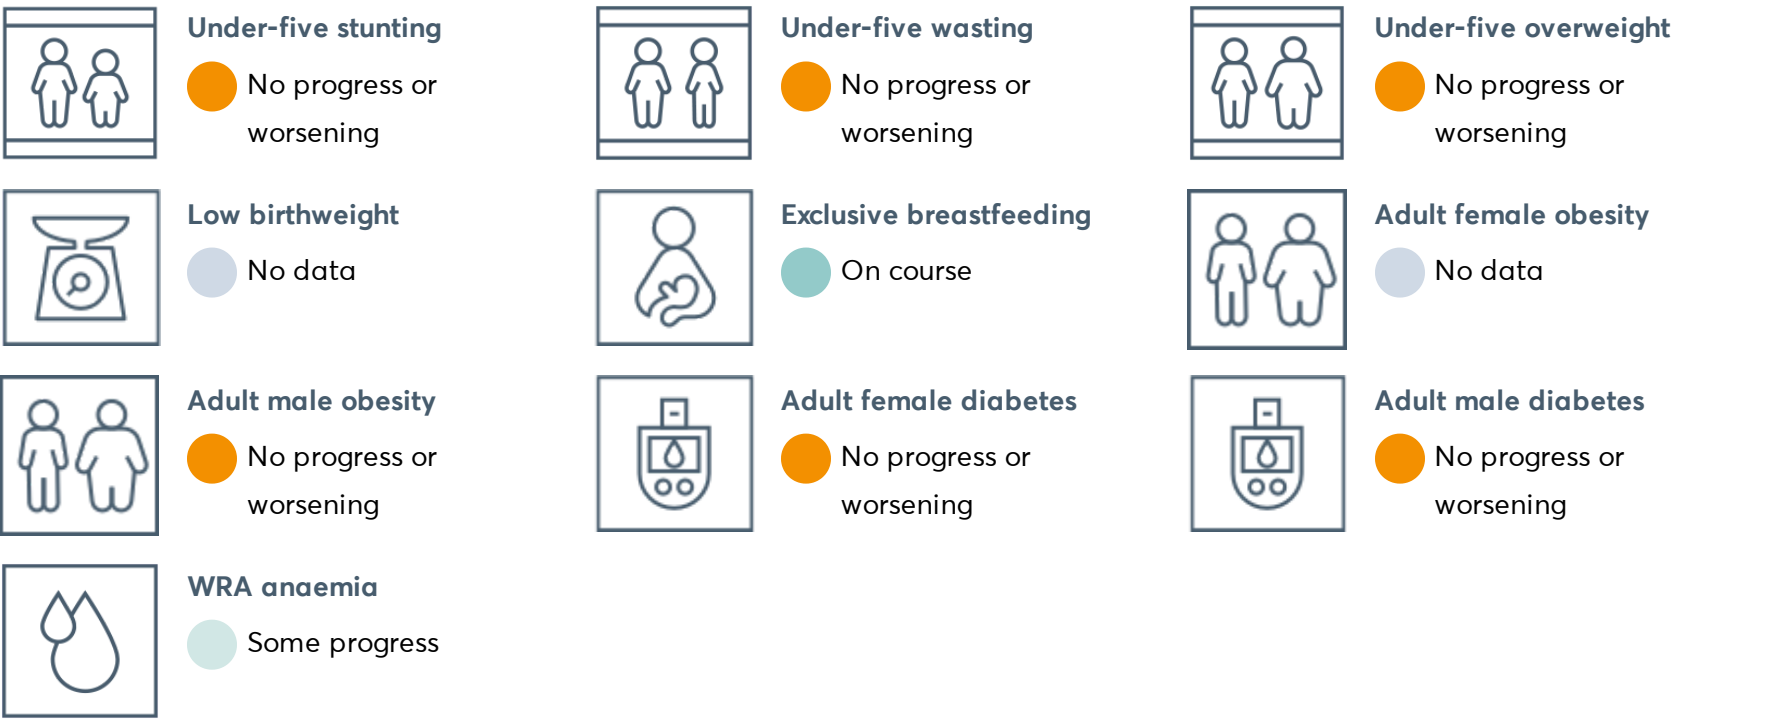 Under-five stunting
No progress or
worsening
Under-five wasting
No progress or
worsening
Under-five overweight
No progress or
worsening
Low birthweight
No data
Exclusive breastfeeding
On course
Adult female obesity
No data
Adult male obesity
No progress or
worsening
Adult female diabetes
No progress or
worsening
Adult male diabetes
No progress or
worsening
WRA anaemia
Some progress